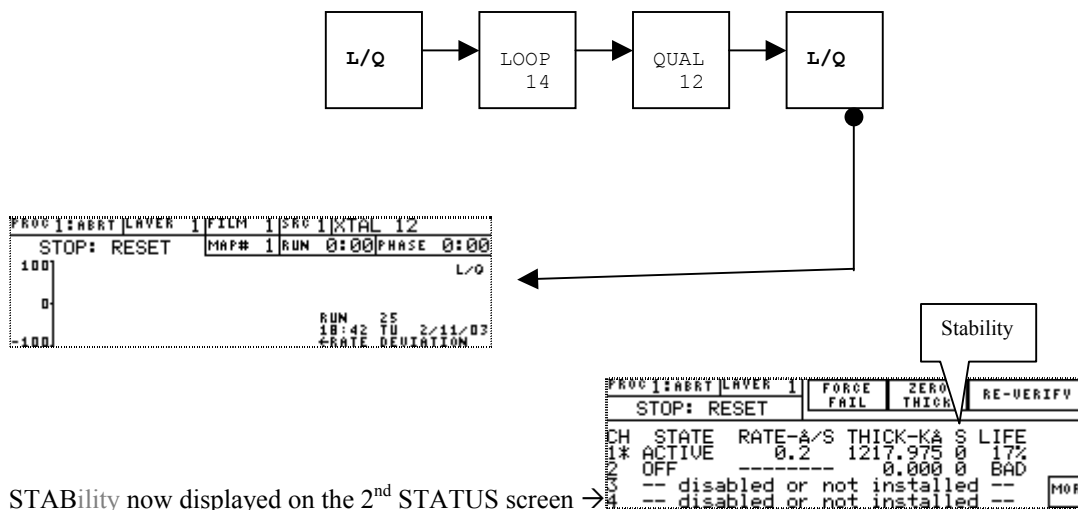 L/Q
LOOP
14
QUAL
12
L/Q
PROC 1:ABRT LAYER 1 FILM 1 SRC 1 XTAL 12
STOP: RESET MAP# 1 RUN 0:00 PHASE 0:00
100
L/Q
0
RUN 25
18:42 TU 2/11/03
-100 ←RATE DEVIATION
Stability
PROC 1:ABRT LAYER 1 FORCE FAIL ZERO THICK RE-VERIFY
STOP: RESET
CH STATE RATE-Å/S THICK-KÅ S LIFE
1* ACTIVE 0.2 1217.975 0 17%
2 OFF -------- 0.000 0 BAD
3 -- disabled or not installed --
4 -- disabled or not installed --
STABility now displayed on the 2nd STATUS screen →